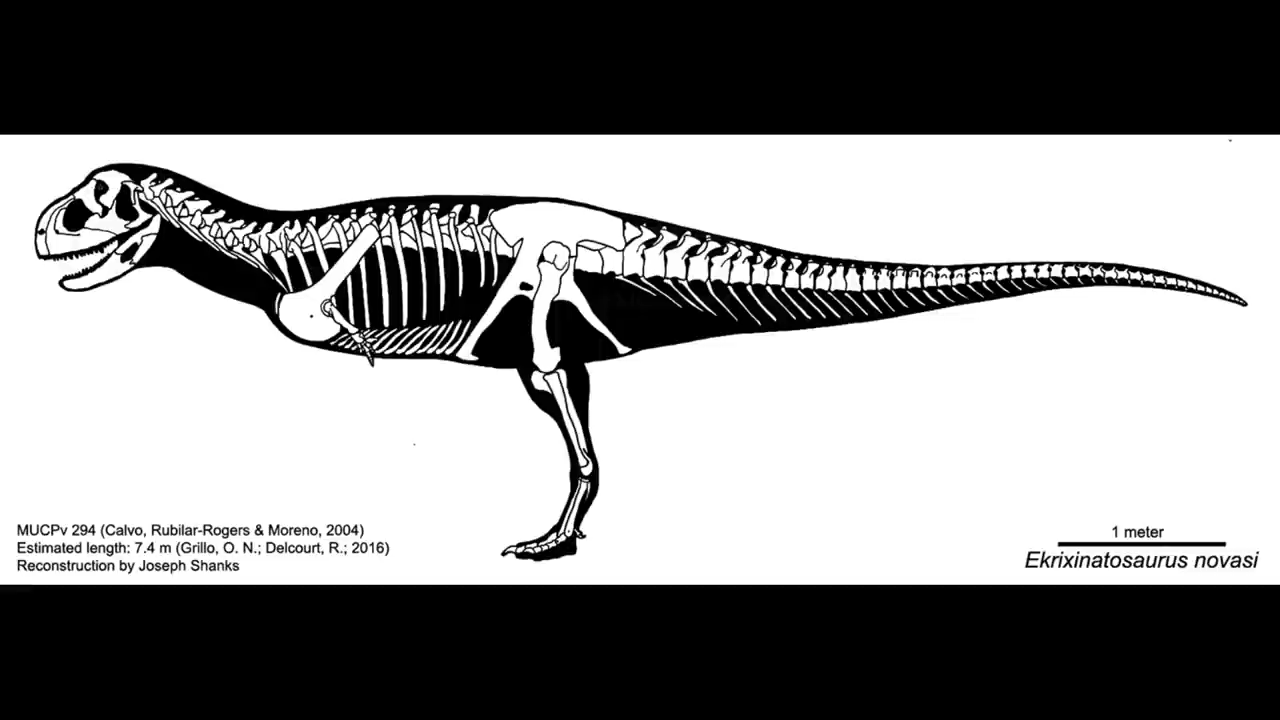 MUCPv 294 (Calvo, Rubilar-Rogers & Moreno, 2004)
Estimated length: 7.4 m (Grillo, O. N.; Delcourt, R.; 2016)
Reconstruction by Joseph Shanks
1 meter
Ekrixinatosaurus novasi